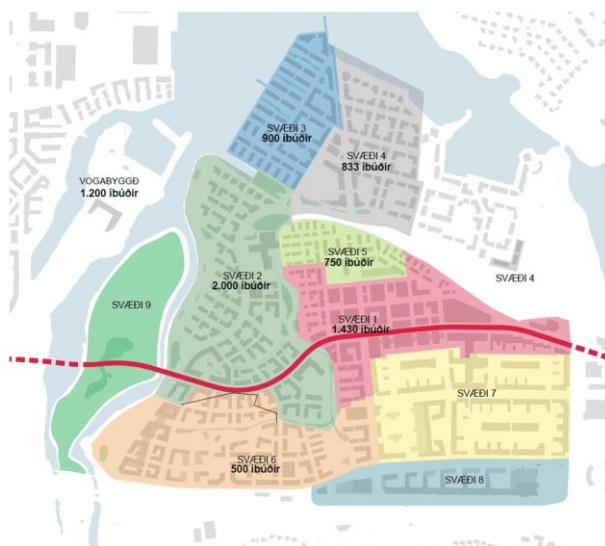 SVÆÐI 3
900 íbúðir
SVÆÐI 4
833 íbúðir
VOGABYGGÐ
1.200 íbúðir
SVÆÐI 5
750 íbúðir
SVÆÐI 2
2.000 íbúðir
SVÆÐI 4
SVÆÐI 9
SVÆÐI 1
1.430 íbúðir
SVÆÐI 7
SVÆÐI 6
500 íbúðir
SVÆÐI 8